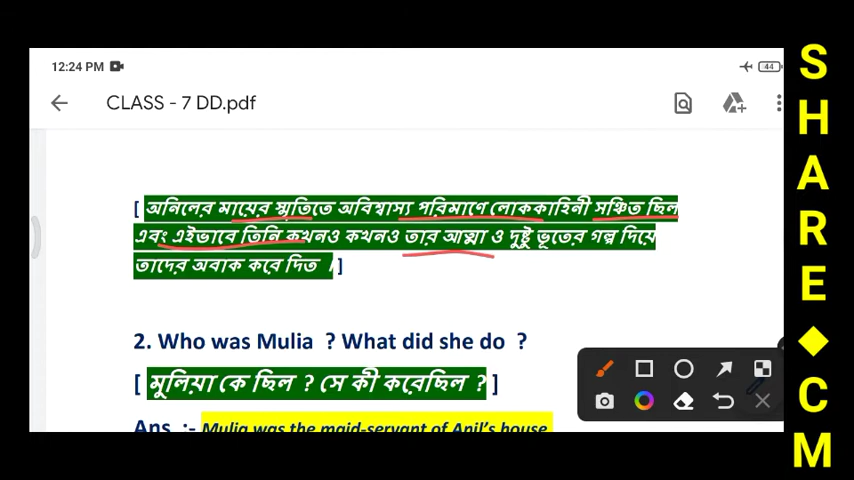 12:24 PM
44
CLASS - 7 DD.pdf
[ অনিলের মায়ের স্মৃতিতে অবিশ্বাস্য পরিমাণে লোককাহিনী সঞ্চিত ছিল
এবং এইভাবে তিনি কখনও কখনও তার আত্মা ও দুষ্টু ভূতের গল্প দিয়ে
তাদের অবাক করে দিত । ]
2. Who was Mulia ? What did she do ?
[ মুলিয়া কে ছিল ? সে কী করেছিল ? ]
Ans :- Mulia was the maid-servant of Anil's house
SHARE◆CM